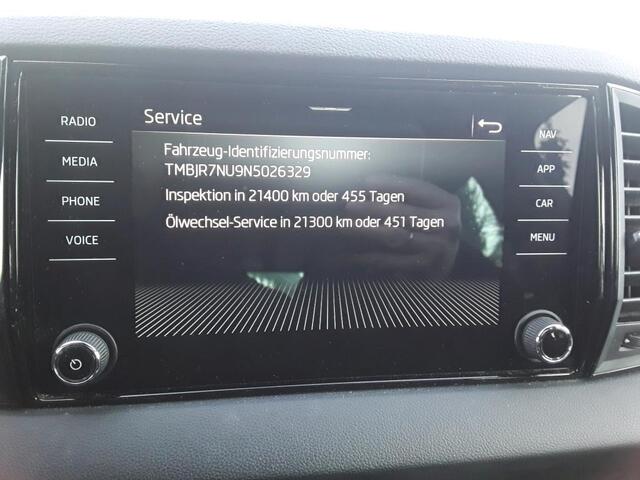 Service
RADIO
MEDIA
PHONE
VOICE
Fahrzeug-Identifizierungsnummer:
TMBJR7NU9N5026329
Inspektion in 21400 km oder 455 Tagen
Ölwechsel-Service in 21300 km oder 451 Tagen
NAV
APP
CAR
MENU